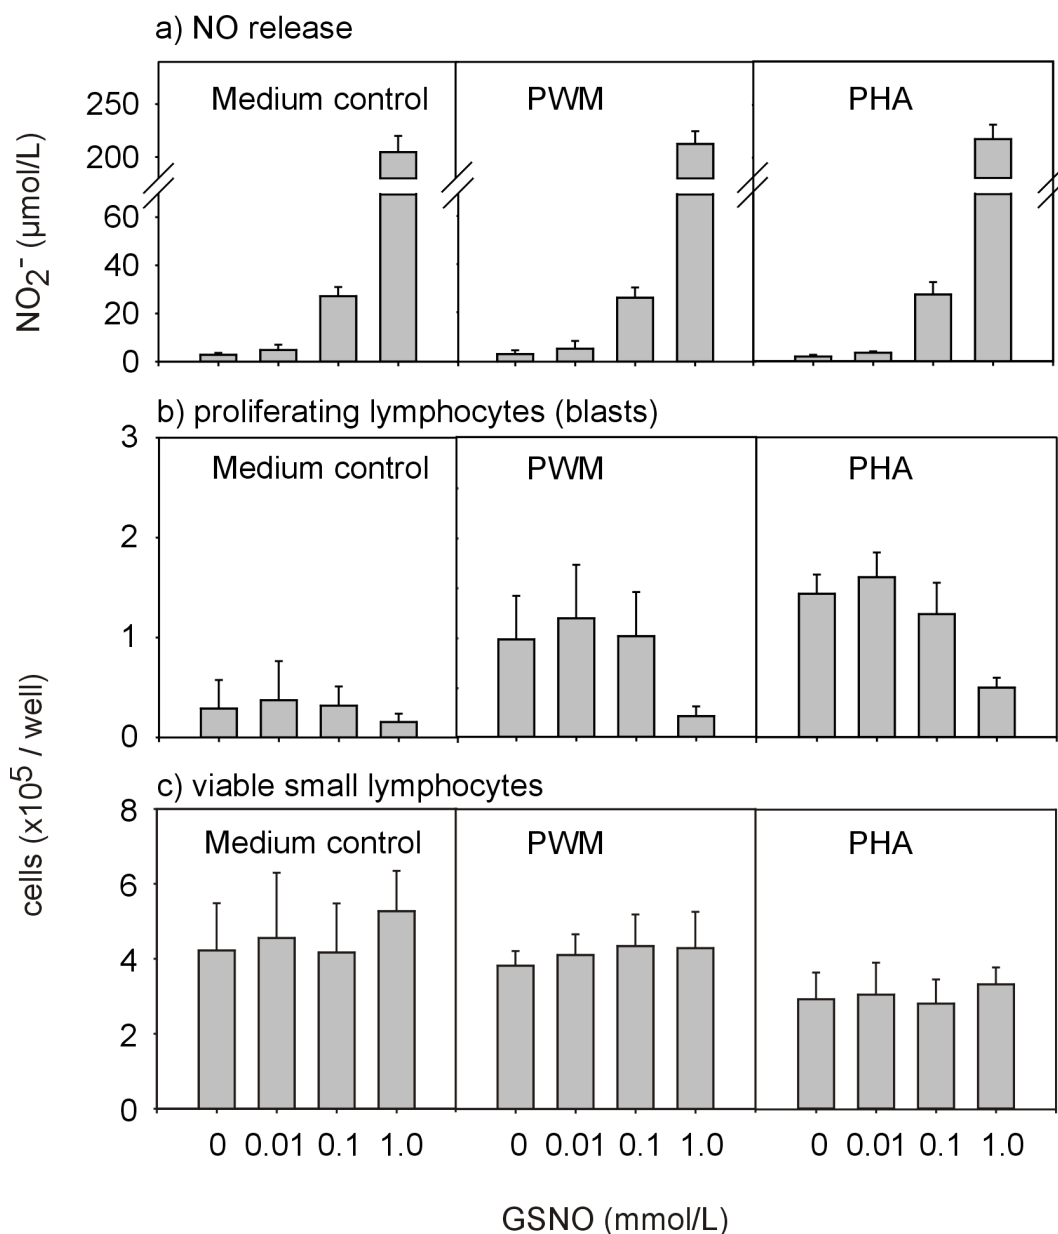 a) NO release
Medium control PWM PHA
250
200
60
40
20
0
NO₂⁻ (µmol/L)
b) proliferating lymphocytes (blasts)
Medium control PWM PHA
3
2
1
0
c) viable small lymphocytes
Medium control PWM PHA
8
6
4
2
0
cells (x10⁵ / well)
0 0.01 0.1 1.0 0 0.01 0.1 1.0 0 0.01 0.1 1.0
GSNO (mmol/L)